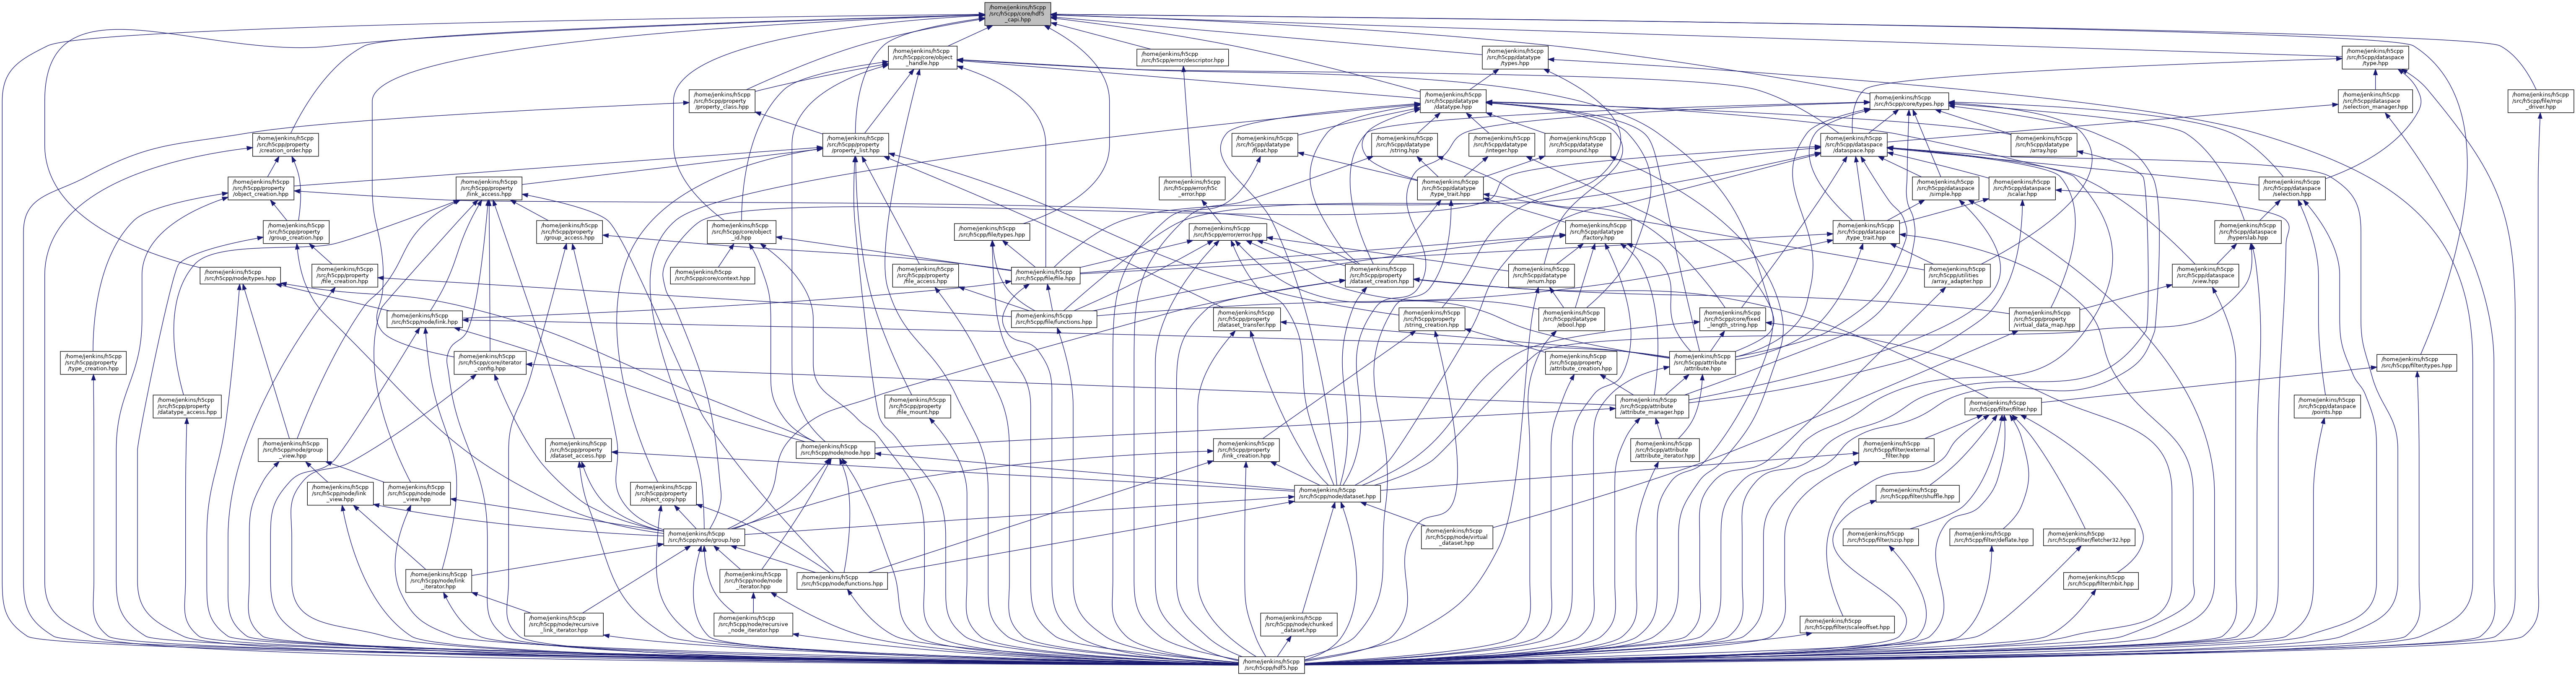 /home/jenkins/h5cpp
/src/h5cpp/core/hdf5
_capi.hpp
/home/jenkins/h5cpp
/src/h5cpp/core/object
_handle.hpp
/home/jenkins/h5cpp
/src/h5cpp/error/descriptor.hpp
/home/jenkins/h5cpp
/src/h5cpp/datatype
/types.hpp
/home/jenkins/h5cpp
/src/h5cpp/dataspace
/type.hpp
/home/jenkins/h5cpp
/src/h5cpp/property
/property_class.hpp
/home/jenkins/h5cpp
/src/h5cpp/datatype
/datatype.hpp
/home/jenkins/h5cpp
/src/h5cpp/core/types.hpp
/home/jenkins/h5cpp
/src/h5cpp/dataspace
/selection_manager.hpp
/home/jenkins/h5cpp
/src/h5cpp/file/mpi
_driver.hpp
/home/jenkins/h5cpp
/src/h5cpp/property
/creation_order.hpp
/home/jenkins/h5cpp
/src/h5cpp/property
/property_list.hpp
/home/jenkins/h5cpp
/src/h5cpp/datatype
/float.hpp
/home/jenkins/h5cpp
/src/h5cpp/datatype
/string.hpp
/home/jenkins/h5cpp
/src/h5cpp/datatype
/integer.hpp
/home/jenkins/h5cpp
/src/h5cpp/datatype
/compound.hpp
/home/jenkins/h5cpp
/src/h5cpp/dataspace
/dataspace.hpp
/home/jenkins/h5cpp
/src/h5cpp/datatype
/array.hpp
/home/jenkins/h5cpp
/src/h5cpp/property
/object_creation.hpp
/home/jenkins/h5cpp
/src/h5cpp/property
/link_access.hpp
/home/jenkins/h5cpp
/src/h5cpp/error/h5c
_error.hpp
/home/jenkins/h5cpp
/src/h5cpp/datatype
/type_trait.hpp
/home/jenkins/h5cpp
/src/h5cpp/dataspace
/simple.hpp
/home/jenkins/h5cpp
/src/h5cpp/dataspace
/scalar.hpp
/home/jenkins/h5cpp
/src/h5cpp/dataspace
/selection.hpp
/home/jenkins/h5cpp
/src/h5cpp/property
/group_creation.hpp
/home/jenkins/h5cpp
/src/h5cpp/property
/group_access.hpp
/home/jenkins/h5cpp
/src/h5cpp/core/object
_id.hpp
/home/jenkins/h5cpp
/src/h5cpp/file/types.hpp
/home/jenkins/h5cpp
/src/h5cpp/error/error.hpp
/home/jenkins/h5cpp
/src/h5cpp/datatype
/factory.hpp
/home/jenkins/h5cpp
/src/h5cpp/dataspace
/type_trait.hpp
/home/jenkins/h5cpp
/src/h5cpp/dataspace
/hyperslab.hpp
/home/jenkins/h5cpp
/src/h5cpp/node/types.hpp
/home/jenkins/h5cpp
/src/h5cpp/property
/file_creation.hpp
/home/jenkins/h5cpp
/src/h5cpp/core/context.hpp
/home/jenkins/h5cpp
/src/h5cpp/property
/file_access.hpp
/home/jenkins/h5cpp
/src/h5cpp/file/file.hpp
/home/jenkins/h5cpp
/src/h5cpp/property
/dataset_creation.hpp
/home/jenkins/h5cpp
/src/h5cpp/datatype
/enum.hpp
/home/jenkins/h5cpp
/src/h5cpp/utilities
/array_adapter.hpp
/home/jenkins/h5cpp
/src/h5cpp/dataspace
/view.hpp
/home/jenkins/h5cpp
/src/h5cpp/node/link.hpp
/home/jenkins/h5cpp
/src/h5cpp/file/functions.hpp
/home/jenkins/h5cpp
/src/h5cpp/property
/dataset_transfer.hpp
/home/jenkins/h5cpp
/src/h5cpp/property
/string_creation.hpp
/home/jenkins/h5cpp
/src/h5cpp/datatype
/ebool.hpp
/home/jenkins/h5cpp
/src/h5cpp/core/fixed
_length_string.hpp
/home/jenkins/h5cpp
/src/h5cpp/property
/virtual_data_map.hpp
/home/jenkins/h5cpp
/src/h5cpp/property
/type_creation.hpp
/home/jenkins/h5cpp
/src/h5cpp/core/iterator
_config.hpp
/home/jenkins/h5cpp
/src/h5cpp/property
/attribute_creation.hpp
/home/jenkins/h5cpp
/src/h5cpp/attribute
/attribute.hpp
/home/jenkins/h5cpp
/src/h5cpp/filter/types.hpp
/home/jenkins/h5cpp
/src/h5cpp/property
/datatype_access.hpp
/home/jenkins/h5cpp
/src/h5cpp/property
/file_mount.hpp
/home/jenkins/h5cpp
/src/h5cpp/attribute
/attribute_manager.hpp
/home/jenkins/h5cpp
/src/h5cpp/filter/filter.hpp
/home/jenkins/h5cpp
/src/h5cpp/dataspace
/points.hpp
/home/jenkins/h5cpp
/src/h5cpp/node/group
_view.hpp
/home/jenkins/h5cpp
/src/h5cpp/property
/dataset_access.hpp
/home/jenkins/h5cpp
/src/h5cpp/node/node.hpp
/home/jenkins/h5cpp
/src/h5cpp/property
/link_creation.hpp
/home/jenkins/h5cpp
/src/h5cpp/attribute
/attribute_iterator.hpp
/home/jenkins/h5cpp
/src/h5cpp/filter/external
_filter.hpp
/home/jenkins/h5cpp
/src/h5cpp/node/link
_view.hpp
/home/jenkins/h5cpp
/src/h5cpp/node/node
_view.hpp
/home/jenkins/h5cpp
/src/h5cpp/property
/object_copy.hpp
/home/jenkins/h5cpp
/src/h5cpp/node/dataset.hpp
/home/jenkins/h5cpp
/src/h5cpp/filter/shuffle.hpp
/home/jenkins/h5cpp
/src/h5cpp/node/group.hpp
/home/jenkins/h5cpp
/src/h5cpp/node/virtual
_dataset.hpp
/home/jenkins/h5cpp
/src/h5cpp/filter/szip.hpp
/home/jenkins/h5cpp
/src/h5cpp/filter/deflate.hpp
/home/jenkins/h5cpp
/src/h5cpp/filter/fletcher32.hpp
/home/jenkins/h5cpp
/src/h5cpp/node/link
_iterator.hpp
/home/jenkins/h5cpp
/src/h5cpp/node/node
_iterator.hpp
/home/jenkins/h5cpp
/src/h5cpp/node/functions.hpp
/home/jenkins/h5cpp
/src/h5cpp/filter/nbit.hpp
/home/jenkins/h5cpp
/src/h5cpp/node/recursive
_link_iterator.hpp
/home/jenkins/h5cpp
/src/h5cpp/node/recursive
_node_iterator.hpp
/home/jenkins/h5cpp
/src/h5cpp/node/chunked
_dataset.hpp
/home/jenkins/h5cpp
/src/h5cpp/filter/scaleoffset.hpp
/home/jenkins/h5cpp
/src/h5cpp/hdf5.hpp